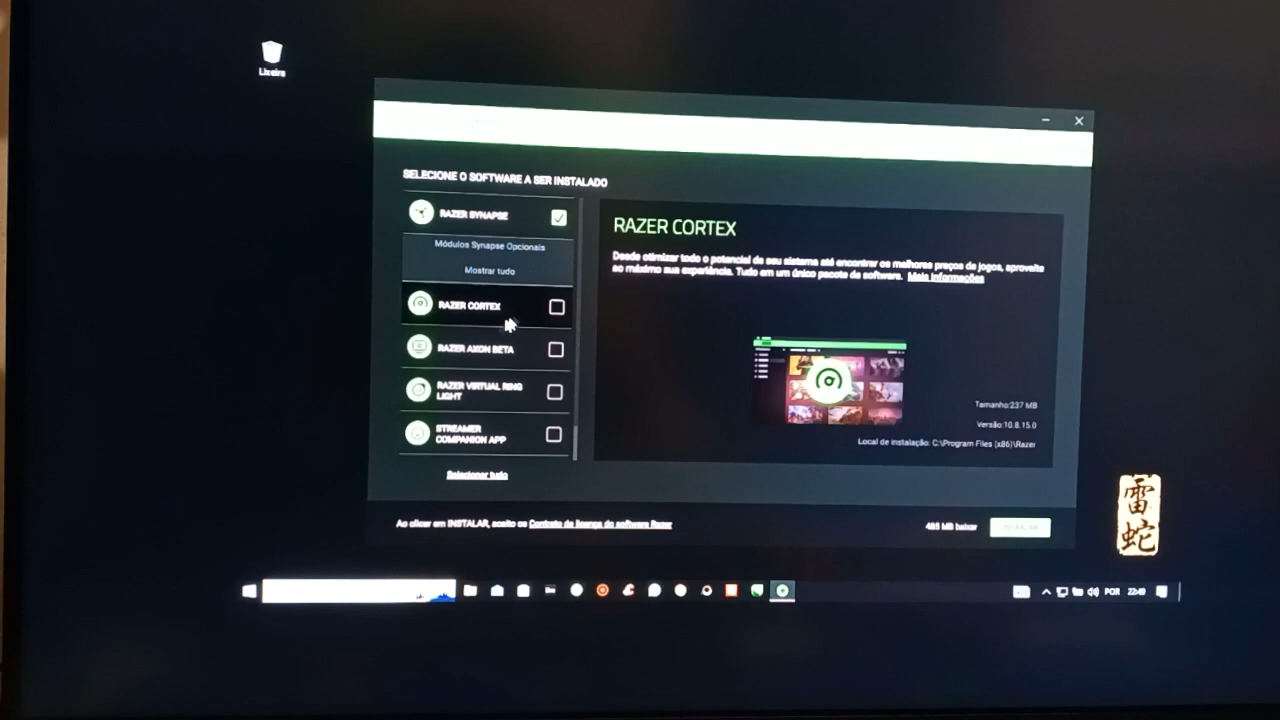 Lixeira
SELECIONE O SOFTWARE A SER INSTALADO
RAZER SYNAPSE
Módulos Synapse Opcionais
Mostrar tudo
RAZER CORTEX
RAZER AXON BETA
RAZER VIRTUAL RING
LIGHT
STREAMER
COMPANION APP
Selecionar tudo
RAZER CORTEX
Desde otimizar todo o potencial de seu sistema até encontrar os melhores preços de jogos, aproveite
ao máximo sua experiência. Tudo em um único pacote de software. Mais informações
Tamanho:237 MB
Versão:10.8.15.0
Local de instalação: C:\Program Files (x86)\Razer
Ao clicar em INSTALAR, aceito os Contrato de licença do software Razer
485 MB baixar
雷
蛇
POR 22:49